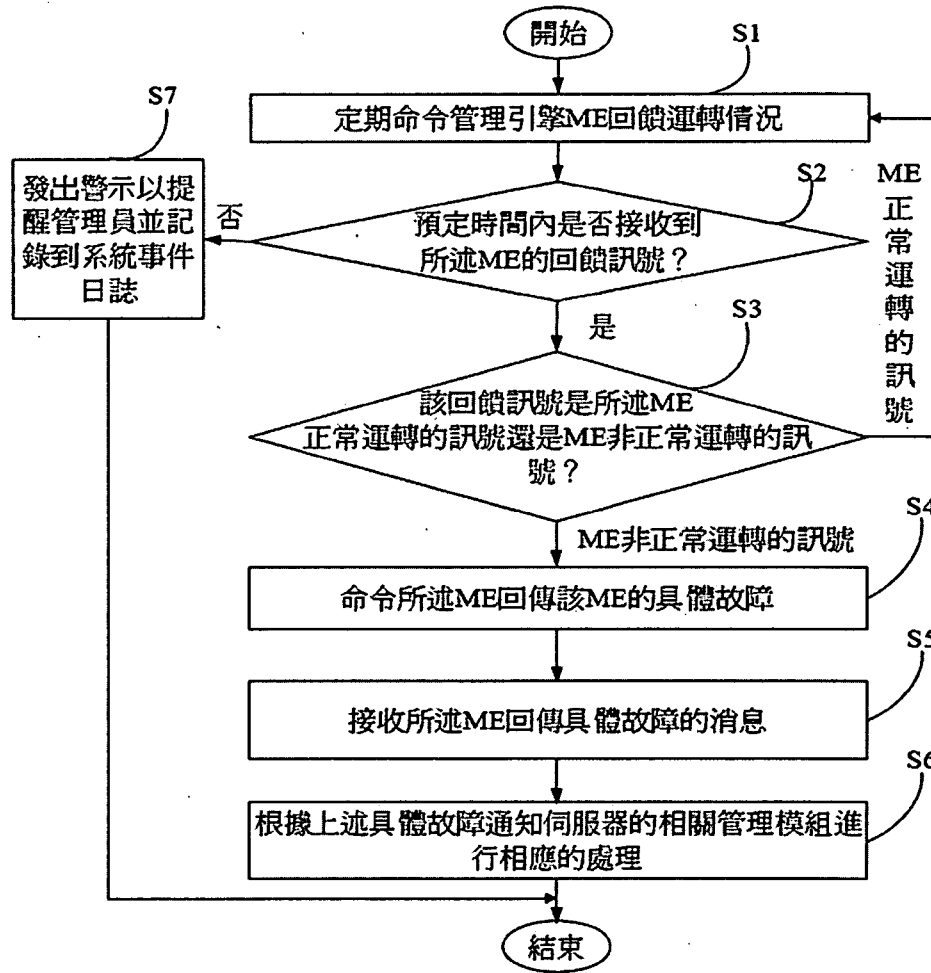 開始
S1
定期命令管理引擎ME回饋運轉情況
S7
發出警示以提
醒管理員並記
錄到系統事件
日誌
否
S2
預定時間內是否接收到
所述ME的回饋訊號？
ME
正
常
運
轉
的
訊
號
是
S3
該回饋訊號是所述ME
正常運轉的訊號還是ME非正常運轉的訊
號？
ME非正常運轉的訊號
S4
命令所述ME回傳該ME的具體故障
S5
接收所述ME回傳具體故障的消息
S6
根據上述具體故障通知伺服器的相關管理模組進
行相應的處理
結束